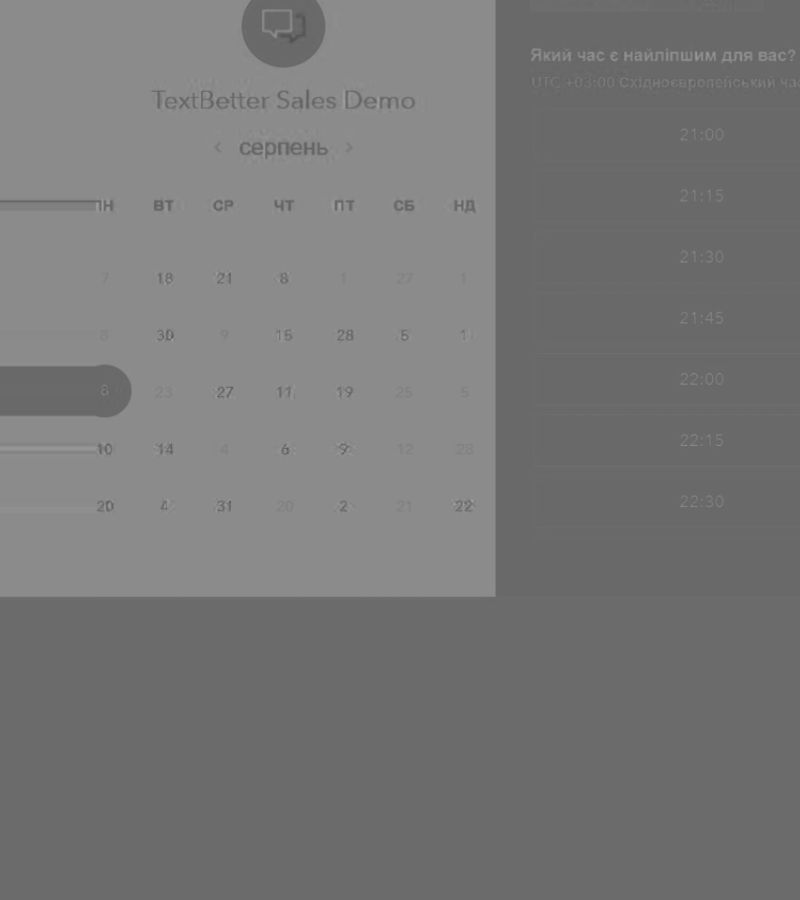 TextBetter Sales Demo
< серпень >
ПН ВТ СР ЧТ ПТ СБ НД
7 18 21 8 1 27 1
8 30 9 15 28 5 1
8 23 27 11 19 25 5
10 14 4 6 9 12 28
20 4 31 20 2 21 22
Який час є найліпшим для вас?
UTC +03:00 Східноєвропейський
21:00
21:15
21:30
21:45
22:00
22:15
22:30